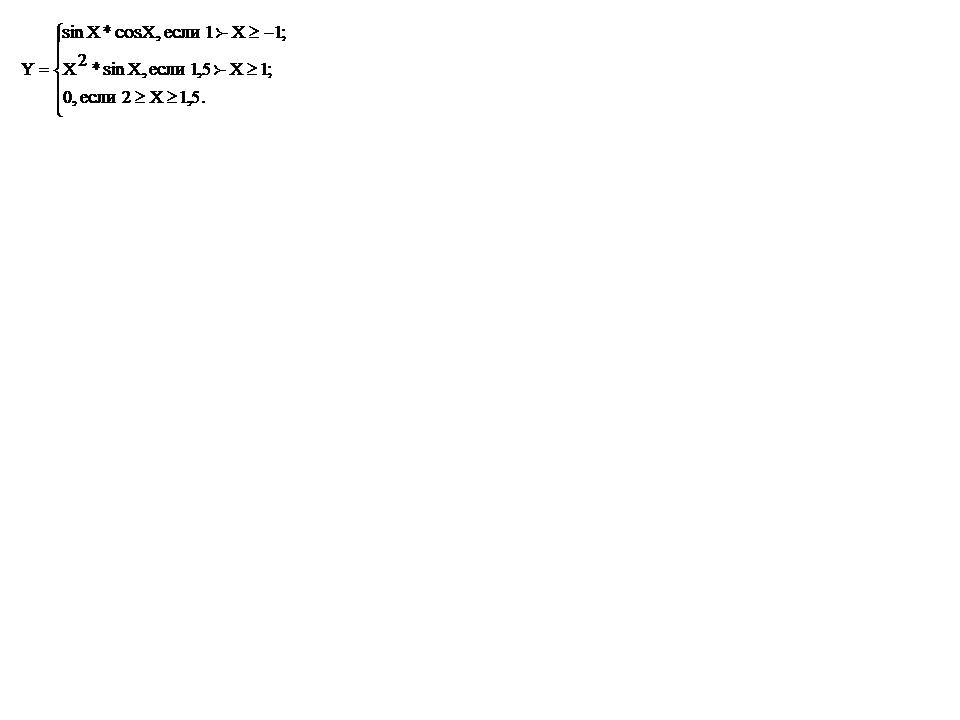 sin X * cosX, если 1 ≻ X ≥ −1;
Y = X² * sin X, если 1,5 ≻ X ≥ 1;
0, если 2 ≥ X ≥ 1,5.